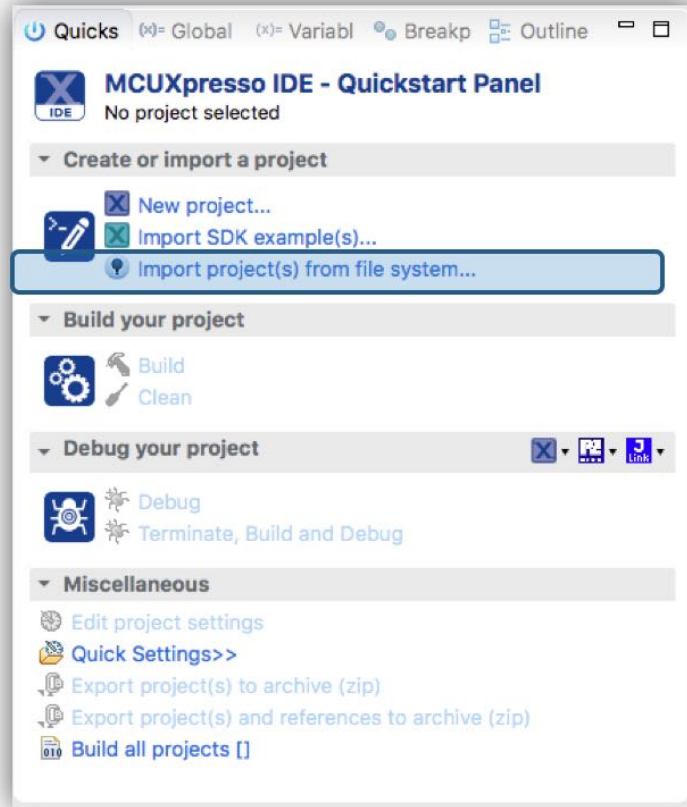 Quicks (x)= Global (x)= Variabl Breakp Outline
MCUXpresso IDE - Quickstart Panel
IDE
No project selected
Create or import a project
New project...
Import SDK example(s)...
Import project(s) from file system...
Build your project
Build
Clean
Debug your project
Link
Debug
Terminate, Build and Debug
Miscellaneous
Edit project settings
Quick Settings>>
Export project(s) to archive (zip)
Export project(s) and references to archive (zip)
010 Build all projects []